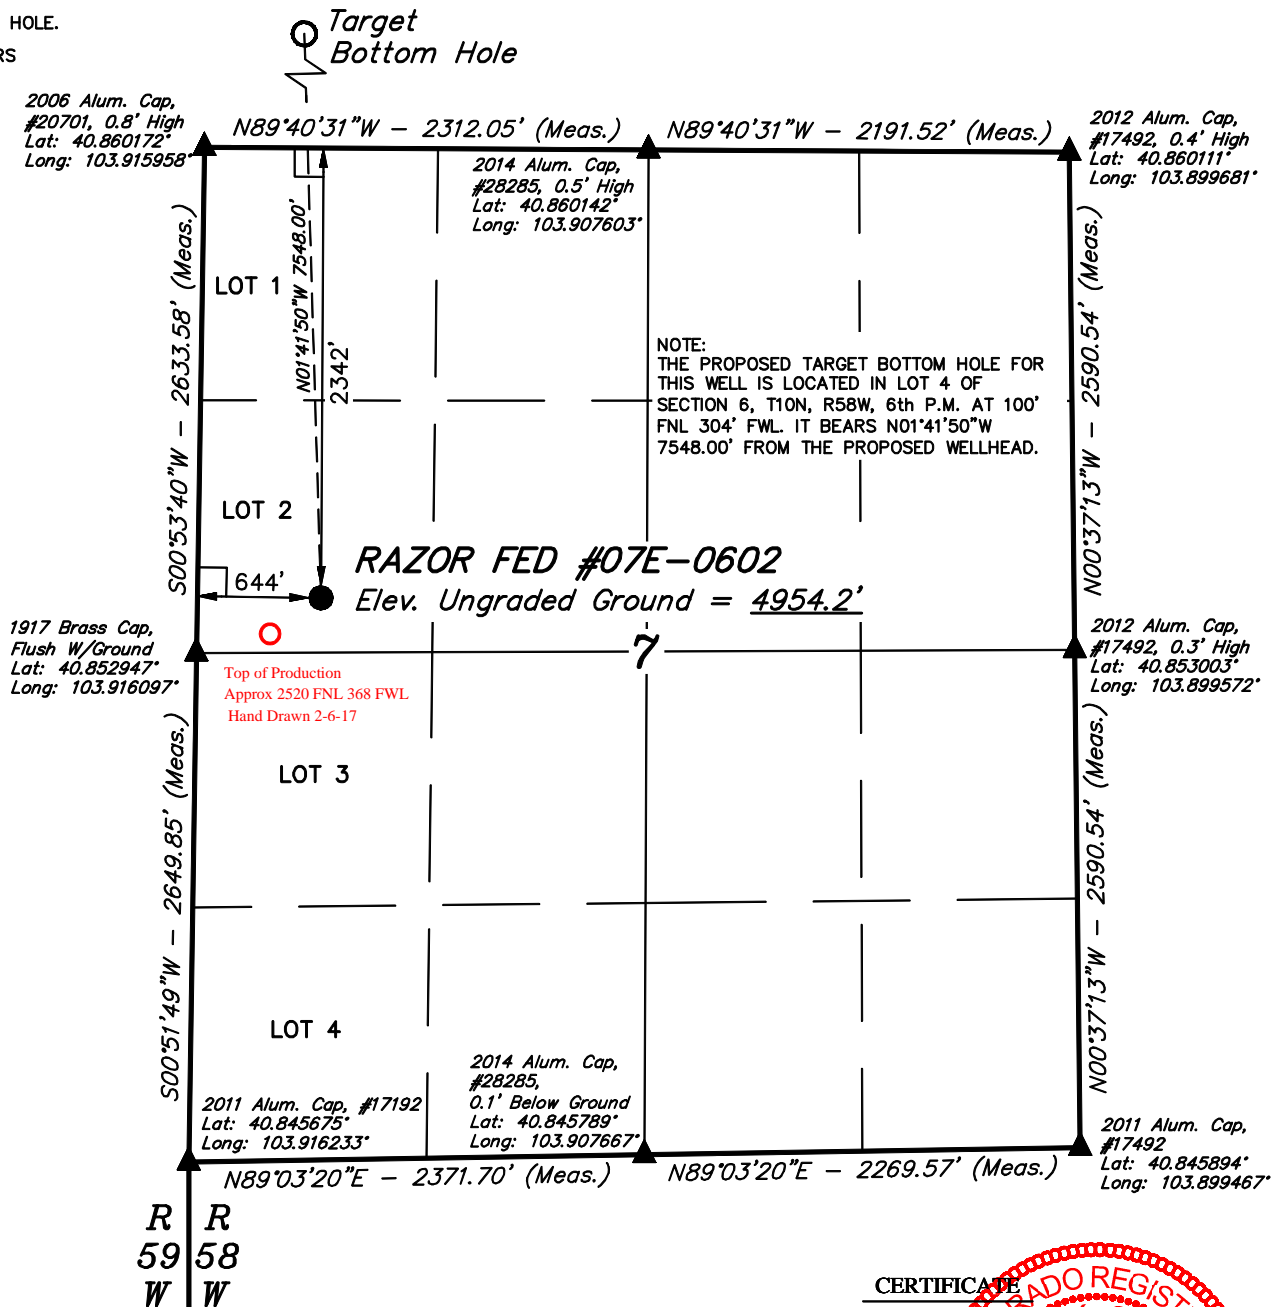 HOLE.
RS
Target
Bottom Hole
2006 Alum. Cap,
#20701, 0.8' High
Lat: 40.860172°
Long: 103.915958°
N89°40'31"W - 2312.05' (Meas.)
N89°40'31"W - 2191.52' (Meas.)
2012 Alum. Cap,
#17492, 0.4' High
Lat: 40.860111°
Long: 103.899681°
2014 Alum. Cap,
#28285, 0.5' High
Lat: 40.860142°
Long: 103.907603°
S00°53'40"W - 2633.58' (Meas.)
LOT 1
N01°41'50"W 7548.00'
2342'
N00°37'13"W - 2590.54' (Meas.)
NOTE:
THE PROPOSED TARGET BOTTOM HOLE FOR
THIS WELL IS LOCATED IN LOT 4 OF
SECTION 6, T10N, R58W, 6th P.M. AT 100'
FNL 304' FWL. IT BEARS N01°41'50"W
7548.00' FROM THE PROPOSED WELLHEAD.
LOT 2
RAZOR FED #07E-0602
644'
Elev. Ungraded Ground = 4954.2'
1917 Brass Cap,
Flush W/Ground
Lat: 40.852947°
Long: 103.916097°
7
2012 Alum. Cap,
#17492, 0.3' High
Lat: 40.853003°
Long: 103.899572°
Top of Production
Approx 2520 FNL 368 FWL
Hand Drawn 2-6-17
S00°51'49"W - 2649.85' (Meas.)
LOT 3
N00°37'13"W - 2590.54' (Meas.)
LOT 4
2014 Alum. Cap,
#28285,
0.1' Below Ground
Lat: 40.845789°
Long: 103.907667°
2011 Alum. Cap, #17192
Lat: 40.845675°
Long: 103.916233°
2011 Alum. Cap,
#17492
Lat: 40.845894°
Long: 103.899467°
N89°03'20"E - 2371.70' (Meas.)
N89°03'20"E - 2269.57' (Meas.)
R R
59 58
W W
CERTIFICATE
RADO REGIST